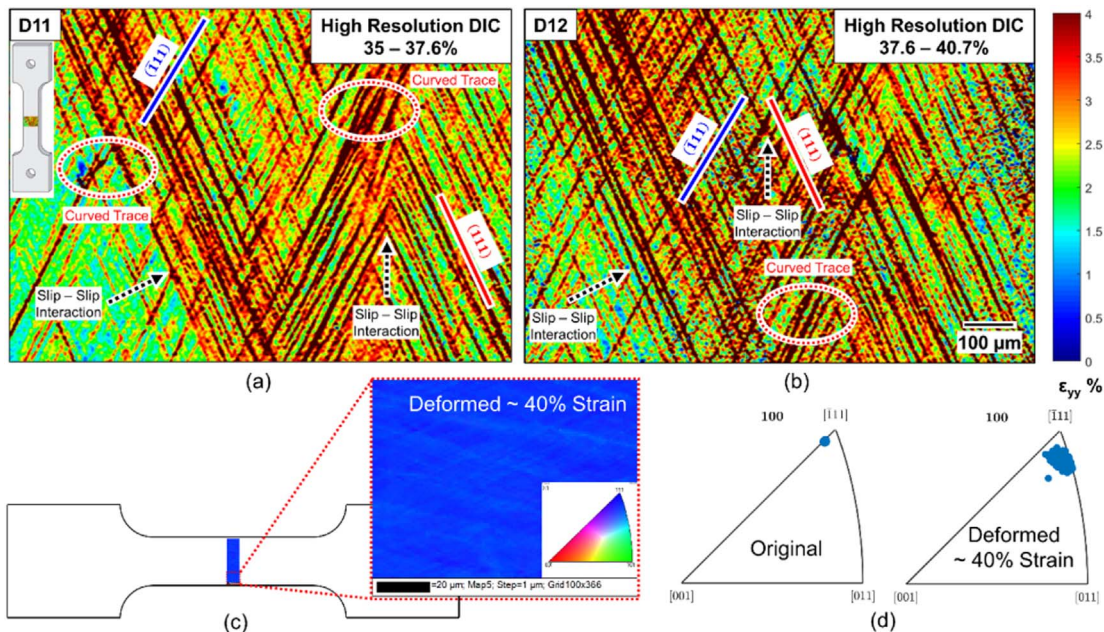 D11
High Resolution DIC
35 – 37.6%
(1̄11)
Curved Trace
Curved Trace
(111)
Slip – Slip
Interaction
Slip – Slip
Interaction
(a)
D12
High Resolution DIC
37.6 – 40.7%
(1̄11)
(111)
Slip – Slip
Interaction
Slip – Slip
Interaction
Curved Trace
100 µm
(b)
4
3.5
3
2.5
2
1.5
1
0.5
0
ε_yy %
Deformed ~ 40% Strain
111
=20 µm; Map5; Step=1 µm; Grid100x366
(c)
100
[1̄11]
Original
[001]
[011]
100
[1̄11]
Deformed
~ 40% Strain
[001]
[011]
(d)